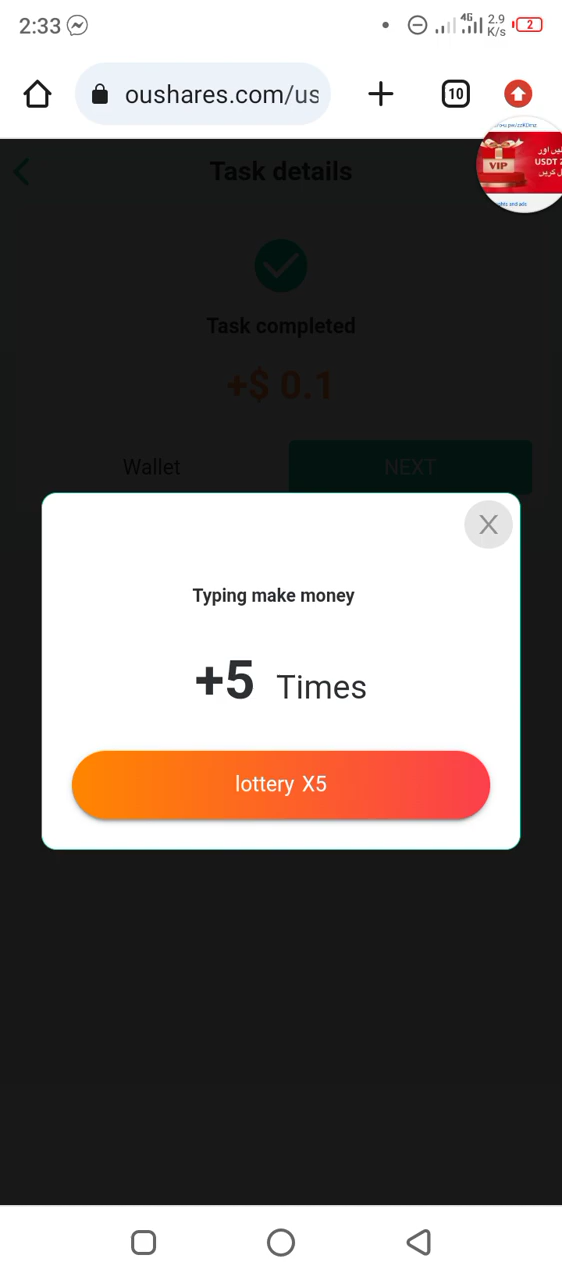 2:33
4G
2.9
K/s
2
oushares.com/us
10
VIP
USDT
Task details
Task completed
+$ 0.1
Wallet
NEXT
X
Typing make money
+5 Times
lottery X5